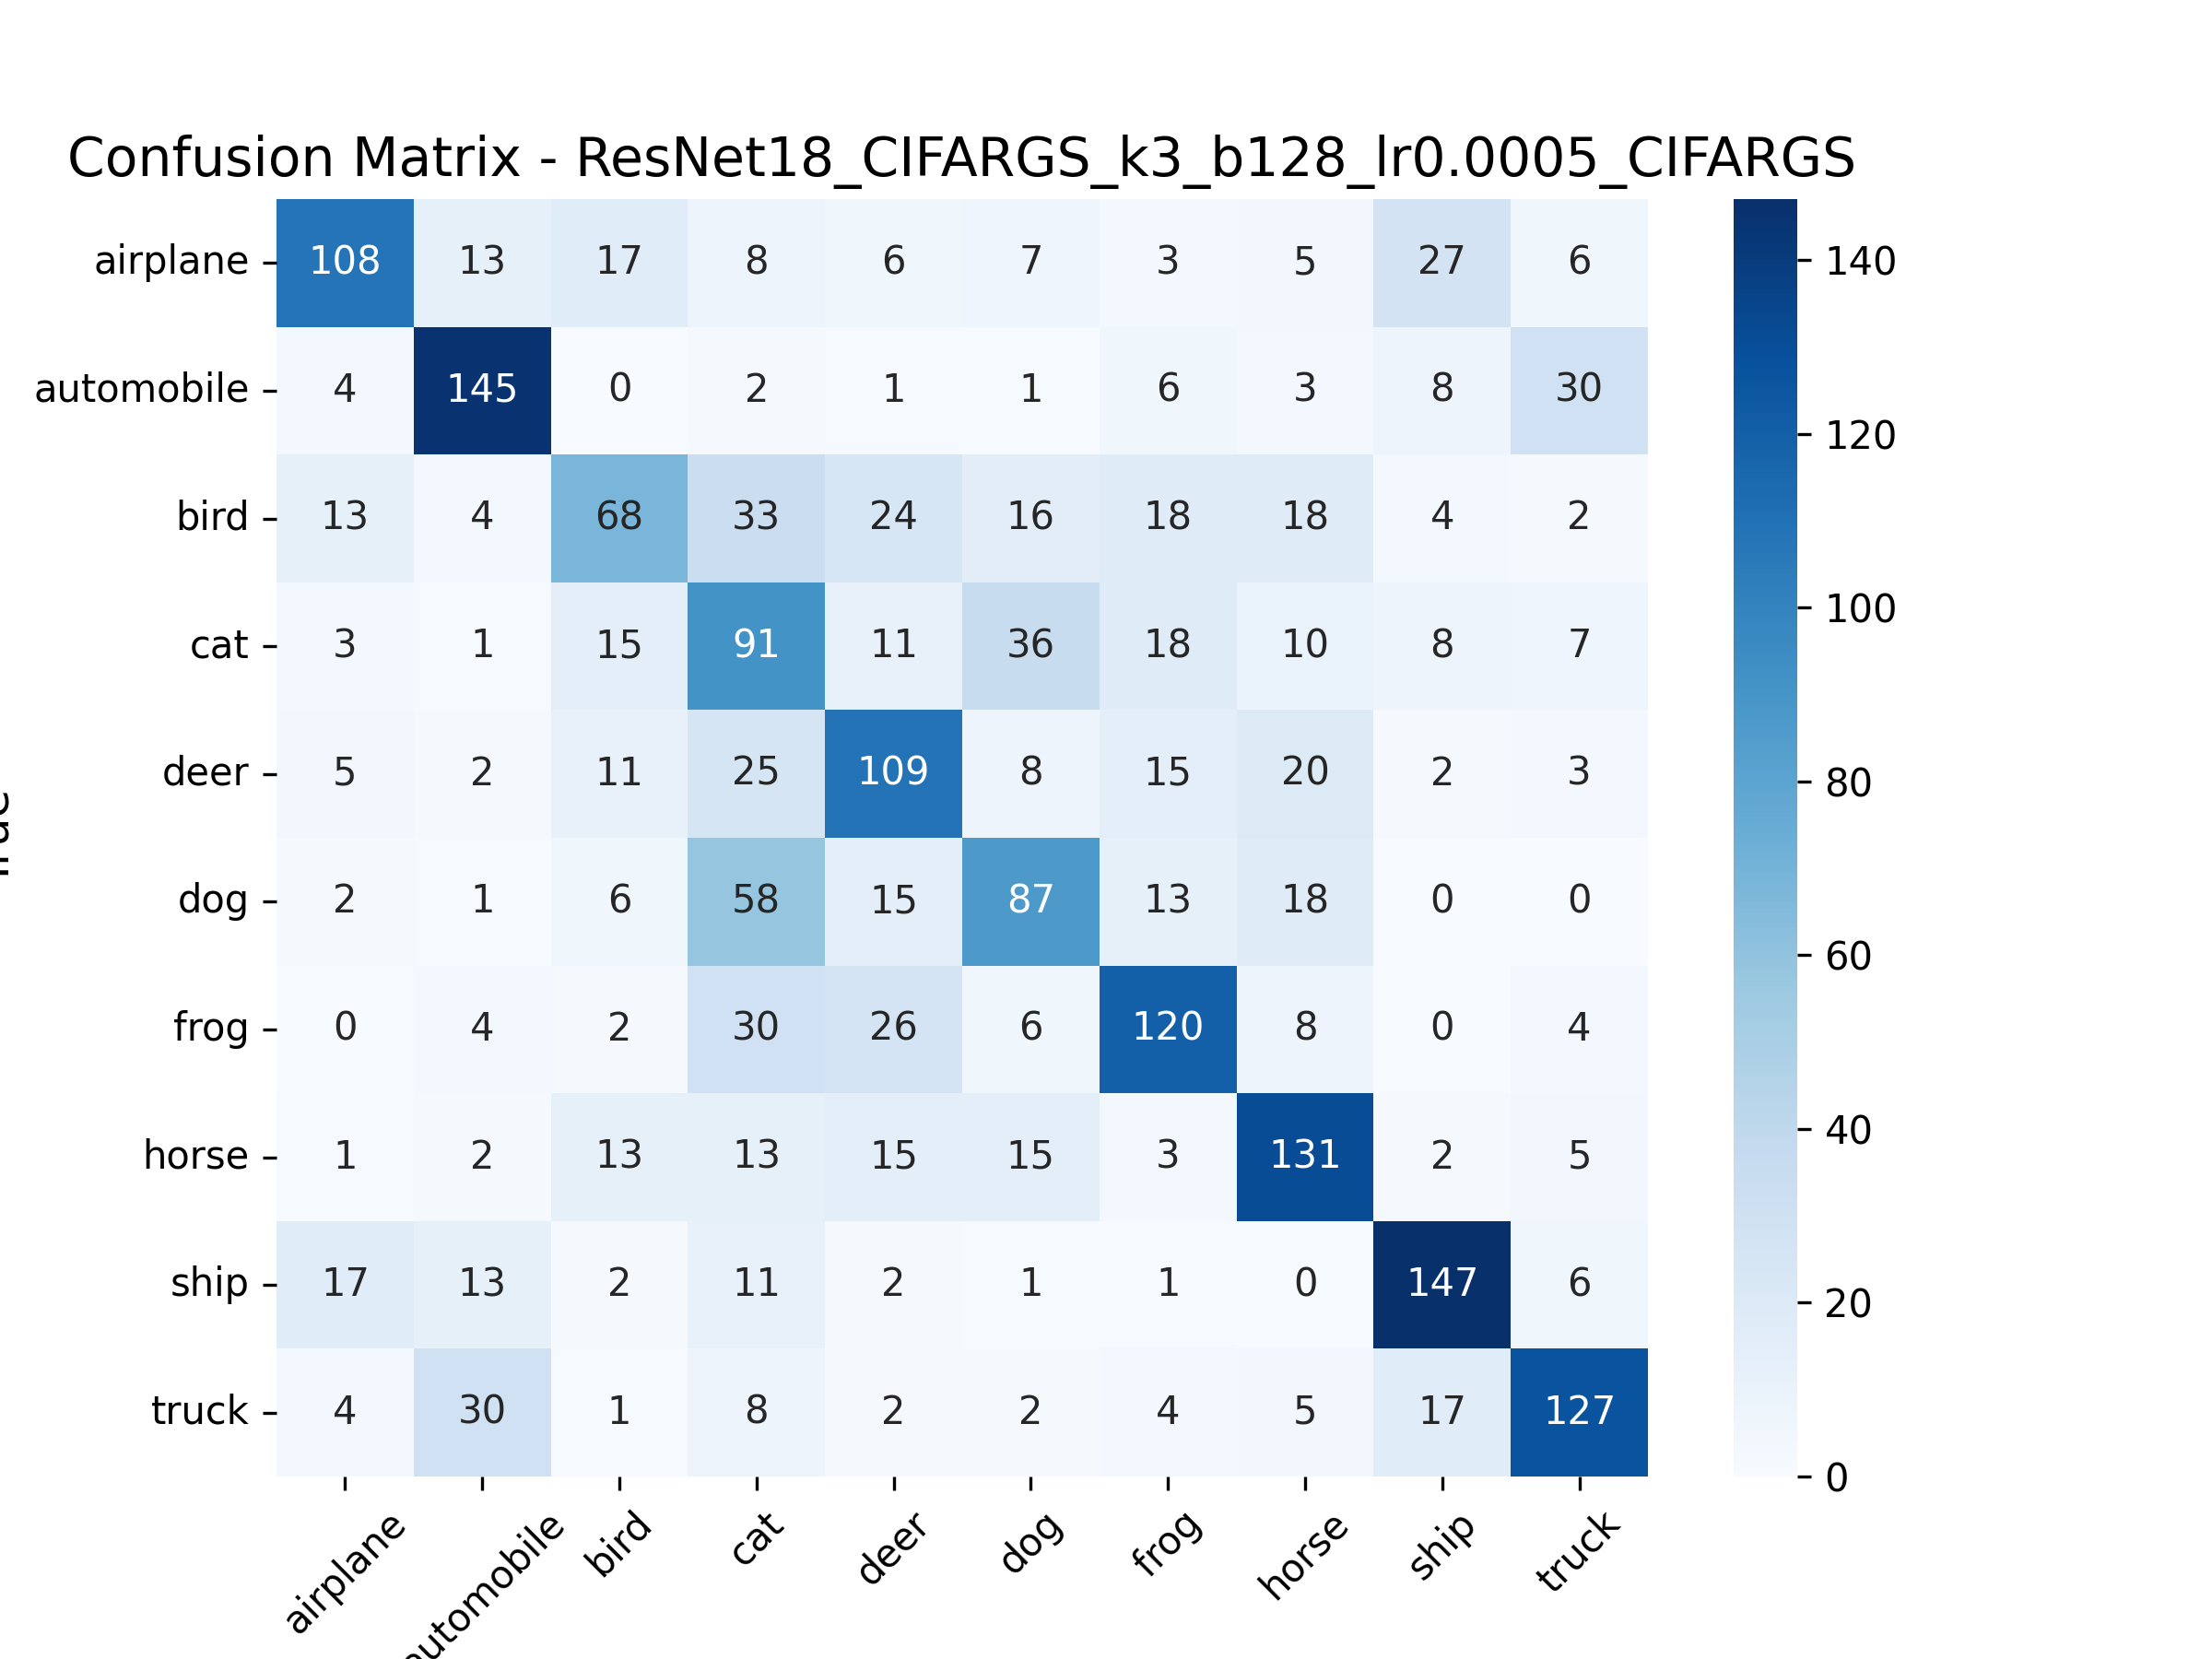 Confusion Matrix - ResNet18_CIFARGS_k3_b128_lr0.0005_CIFARGS
airplane 108 13 17 8 6 7 3 5 27 6
automobile 4 145 0 2 1 1 6 3 8 30
bird 13 4 68 33 24 16 18 18 4 2
cat 3 1 15 91 11 36 18 10 8 7
deer 5 2 11 25 109 8 15 20 2 3
dog 2 1 6 58 15 87 13 18 0 0
frog 0 4 2 30 26 6 120 8 0 4
horse 1 2 13 13 15 15 3 131 2 5
ship 17 13 2 11 2 1 1 0 147 6
truck 4 30 1 8 2 2 4 5 17 127
airplane automobile bird cat deer dog frog horse ship truck
140
120
100
80
60
40
20
0